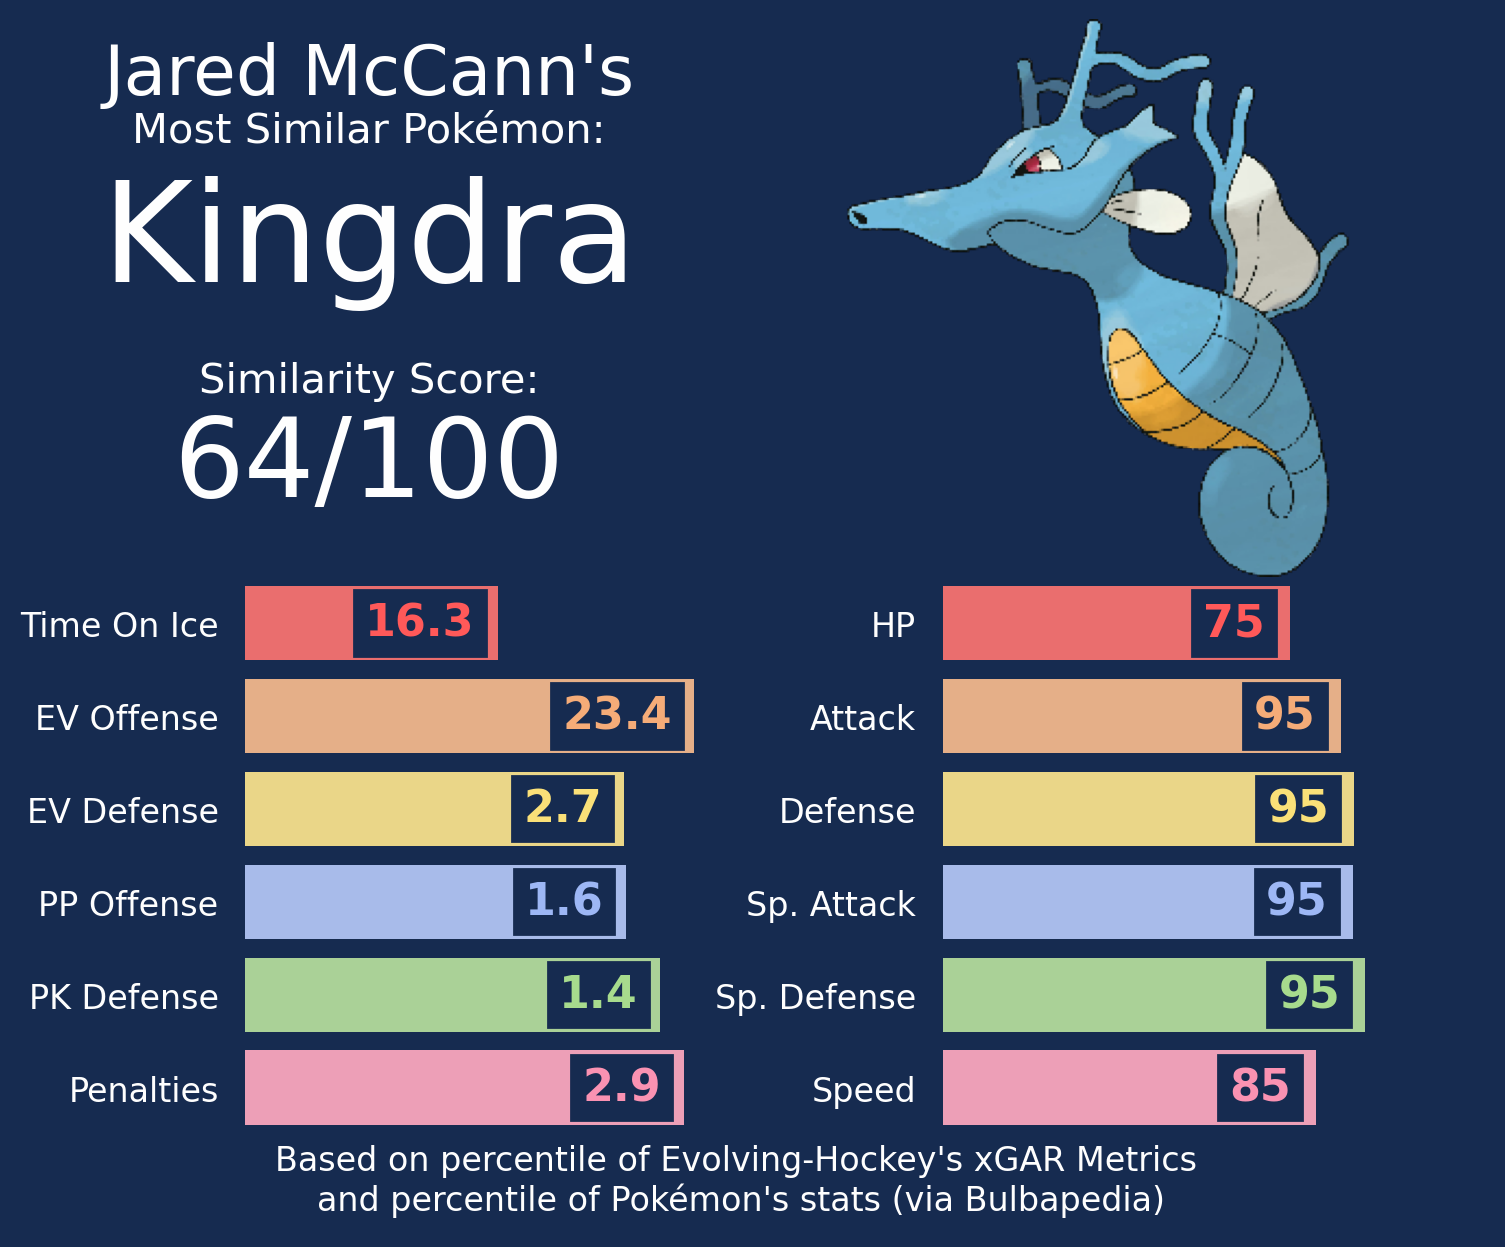 Jared McCann's
Most Similar Pokémon:
Kingdra
Similarity Score:
64/100
Time On Ice 16.3
EV Offense 23.4
EV Defense 2.7
PP Offense 1.6
PK Defense 1.4
Penalties 2.9
HP 75
Attack 95
Defense 95
Sp. Attack 95
Sp. Defense 95
Speed 85
Based on percentile of Evolving-Hockey's xGAR Metrics
and percentile of Pokémon's stats (via Bulbapedia)